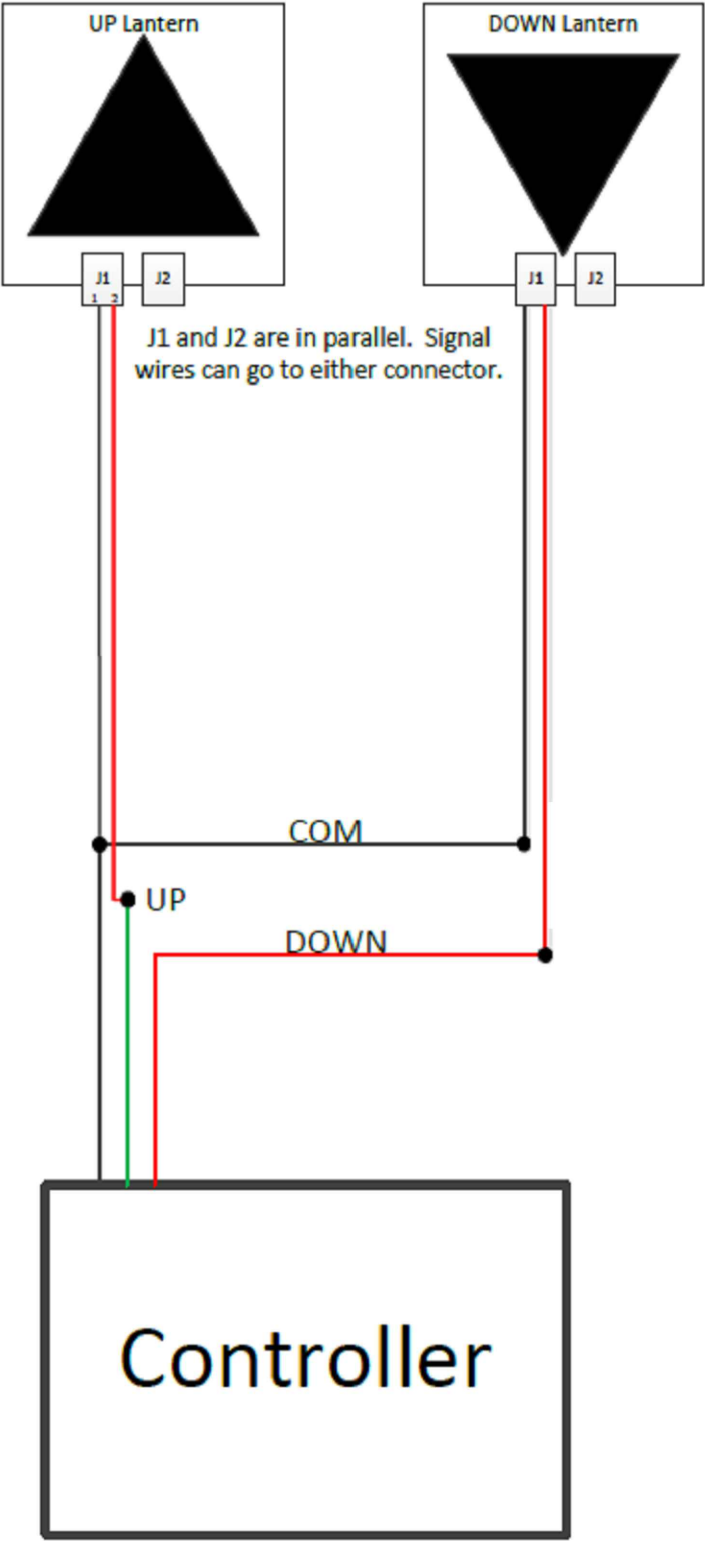 UP Lantern
DOWN Lantern
J1
1 2
J2
J1
J2
J1 and J2 are in parallel. Signal
wires can go to either connector.
COM
UP
DOWN
Controller